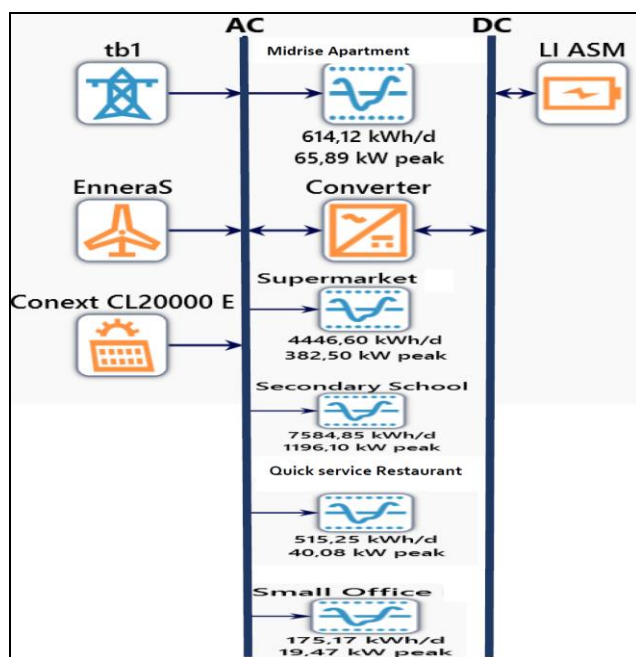 AC
DC
tb1
Midrise Apartment
LI ASM
614,12 kWh/d
65,89 kW peak
EnneraS
Converter
Conext CL20000 E
Supermarket
4446,60 kWh/d
382,50 kW peak
Secondary School
7584,85 kWh/d
1196,10 kW peak
Quick service Restaurant
515,25 kWh/d
40,08 kW peak
Small Office
175,17 kWh/d
19,47 kW peak